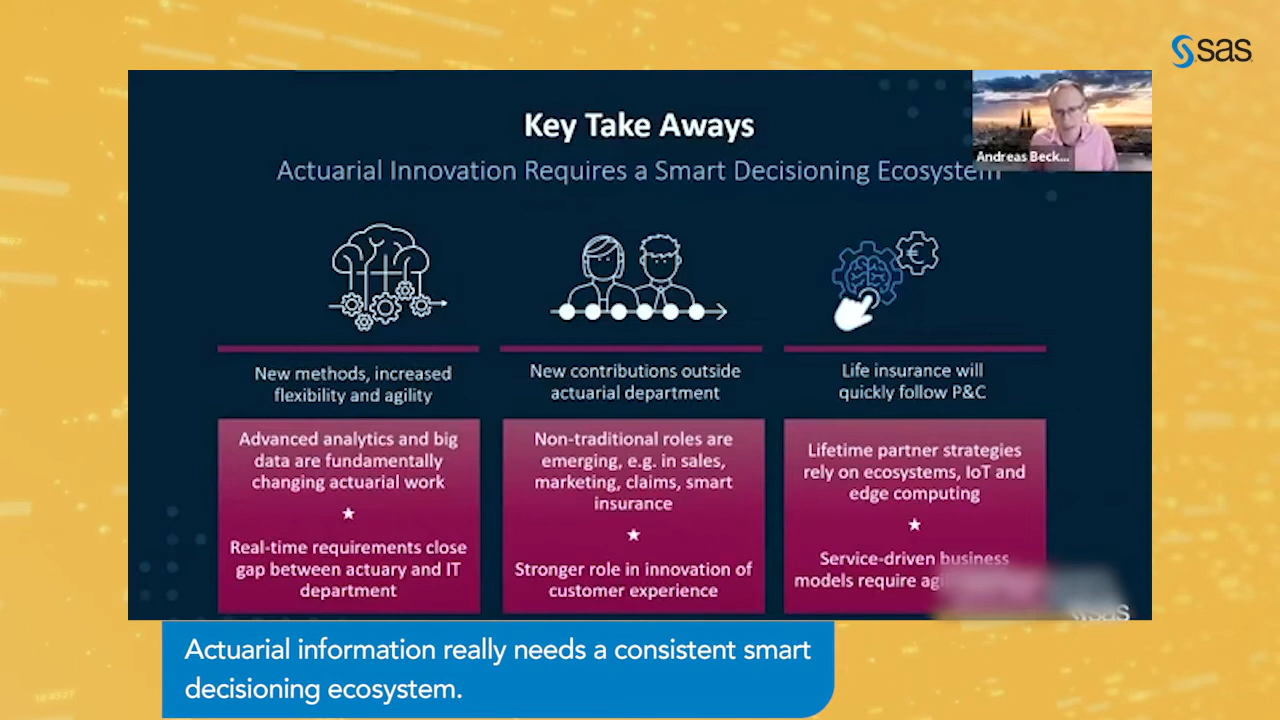 sas
Key Take Aways
Andreas Beck...
Actuarial Innovation Requires a Smart Decisioning Ecosystem
€
New methods, increased
flexibility and agility
Advanced analytics and big
data are fundamentally
changing actuarial work
Real-time requirements close
gap between actuary and IT
department
New contributions outside
actuarial department
Non-traditional roles are
emerging, e.g. in sales,
marketing, claims, smart
insurance
Stronger role in innovation of
customer experience
Life insurance will
quickly follow P&C
Lifetime partner strategies
rely on ecosystems, IoT and
edge computing
Service-driven business
models require
sas
Actuarial information really needs a consistent smart
decisioning ecosystem.